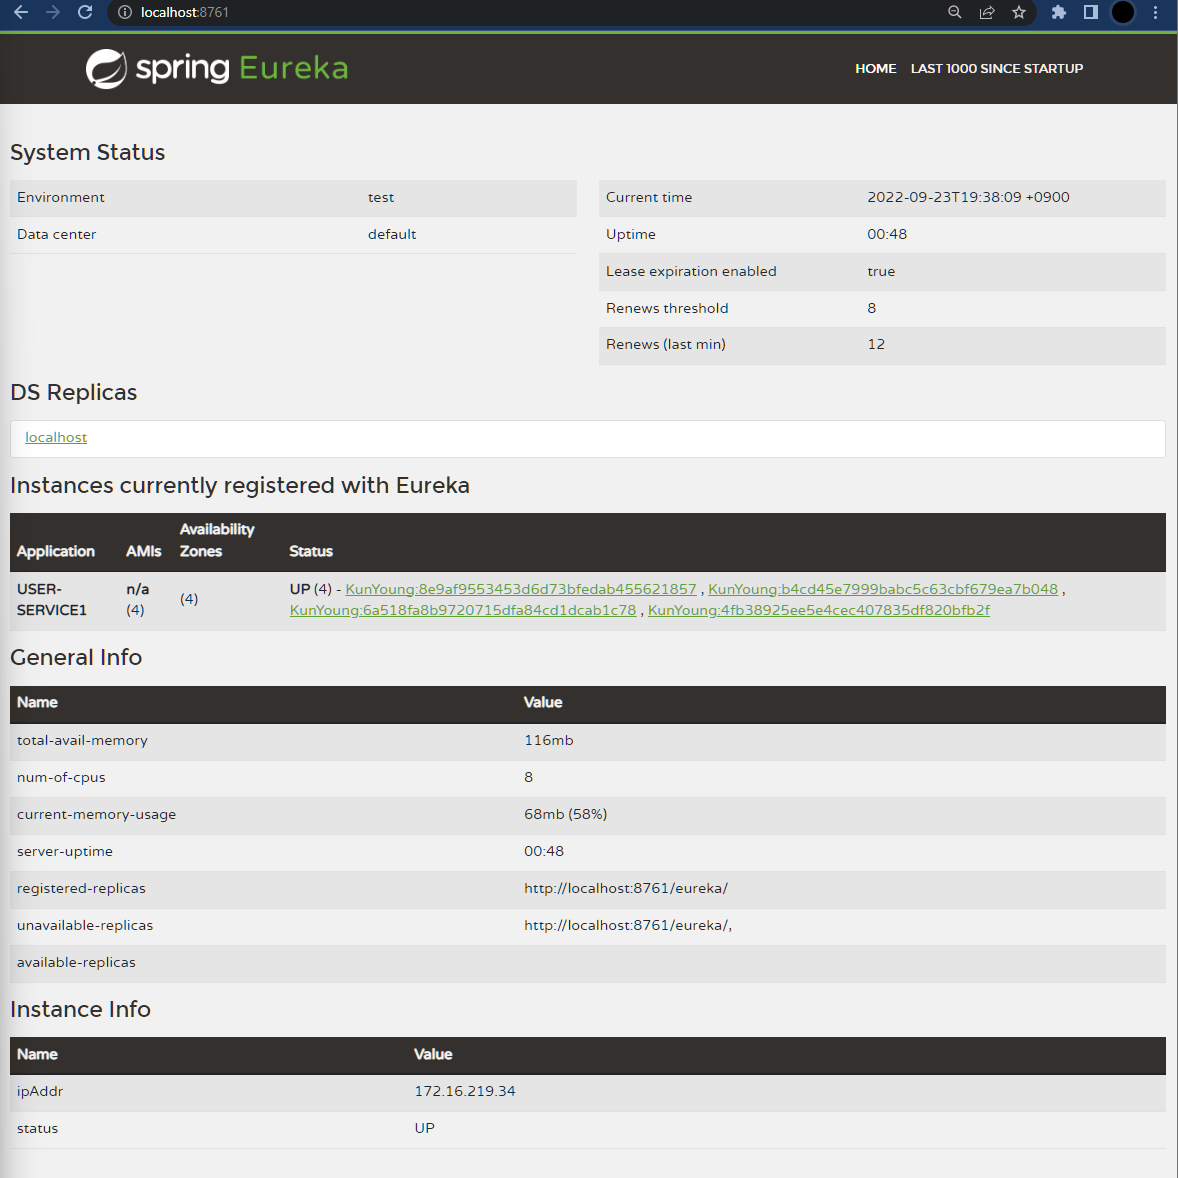 localhost:8761
spring Eureka
HOME LAST 1000 SINCE STARTUP
System Status
Environment test
Data center default
Current time 2022-09-23T19:38:09 +0900
Uptime 00:48
Lease expiration enabled true
Renews threshold 8
Renews (last min) 12
DS Replicas
localhost
Instances currently registered with Eureka
Application AMIs Availability Zones Status
USER-SERVICE1 n/a (4) (4) UP (4) - KunYoung:8e9af9553453d6d73bfedab455621857 , KunYoung:b4cd45e7999babc5c63cbf679ea7b048 ,
KunYoung:6a518fa8b9720715dfa84cd1dcab1c78 , KunYoung:4fb38925ee5e4cec407835df820bfb2f
General Info
Name Value
total-avail-memory 116mb
num-of-cpus 8
current-memory-usage 68mb (58%)
server-uptime 00:48
registered-replicas http://localhost:8761/eureka/
unavailable-replicas http://localhost:8761/eureka/,
available-replicas
Instance Info
Name Value
ipAddr 172.16.219.34
status UP